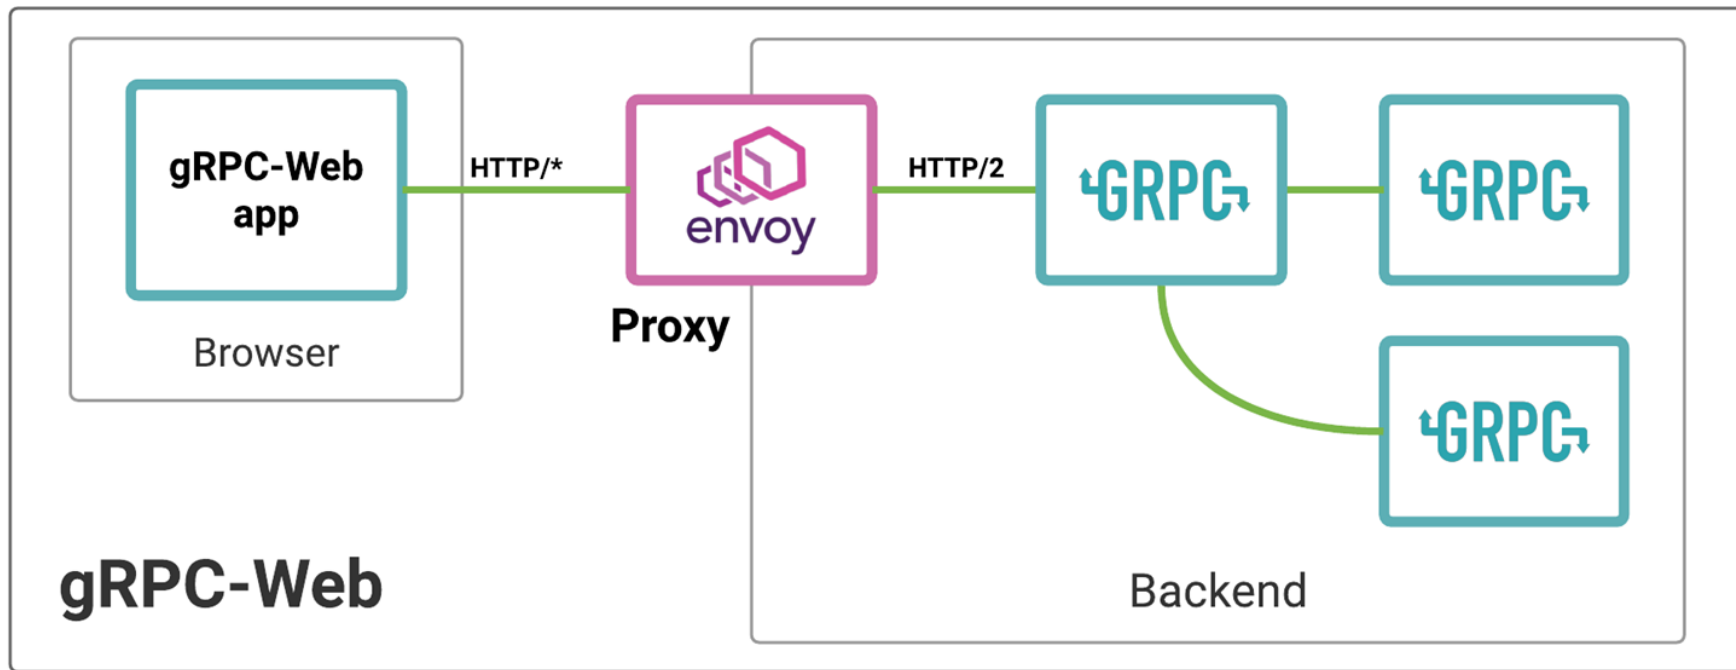 gRPC-Web
app
Browser
HTTP/*
envoy
Proxy
HTTP/2
GRPC
GRPC
GRPC
Backend
gRPC-Web